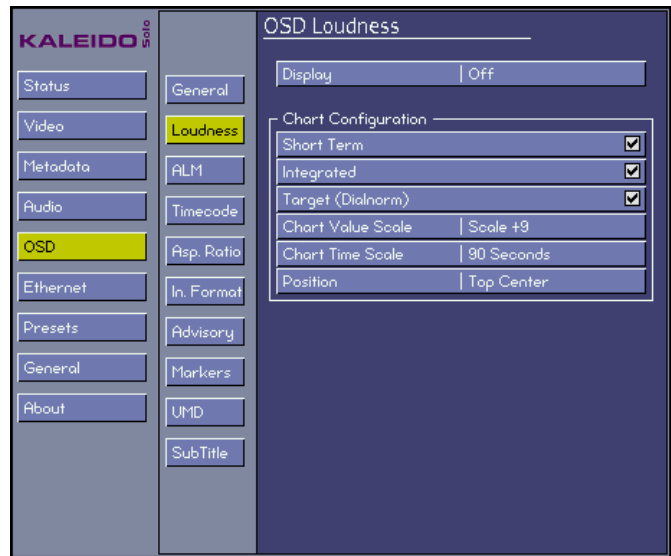 KALEIDO Solo
Status
Video
Metadata
Audio
OSD
Ethernet
Presets
General
About
General
Loudness
ALM
Timecode
Asp. Ratio
In. Format
Advisory
Markers
UMD
SubTitle
OSD Loudness
Display | Off
Chart Configuration
Short Term
Integrated
Target (Dialnorm)
Chart Value Scale | Scale +9
Chart Time Scale | 90 Seconds
Position | Top Center